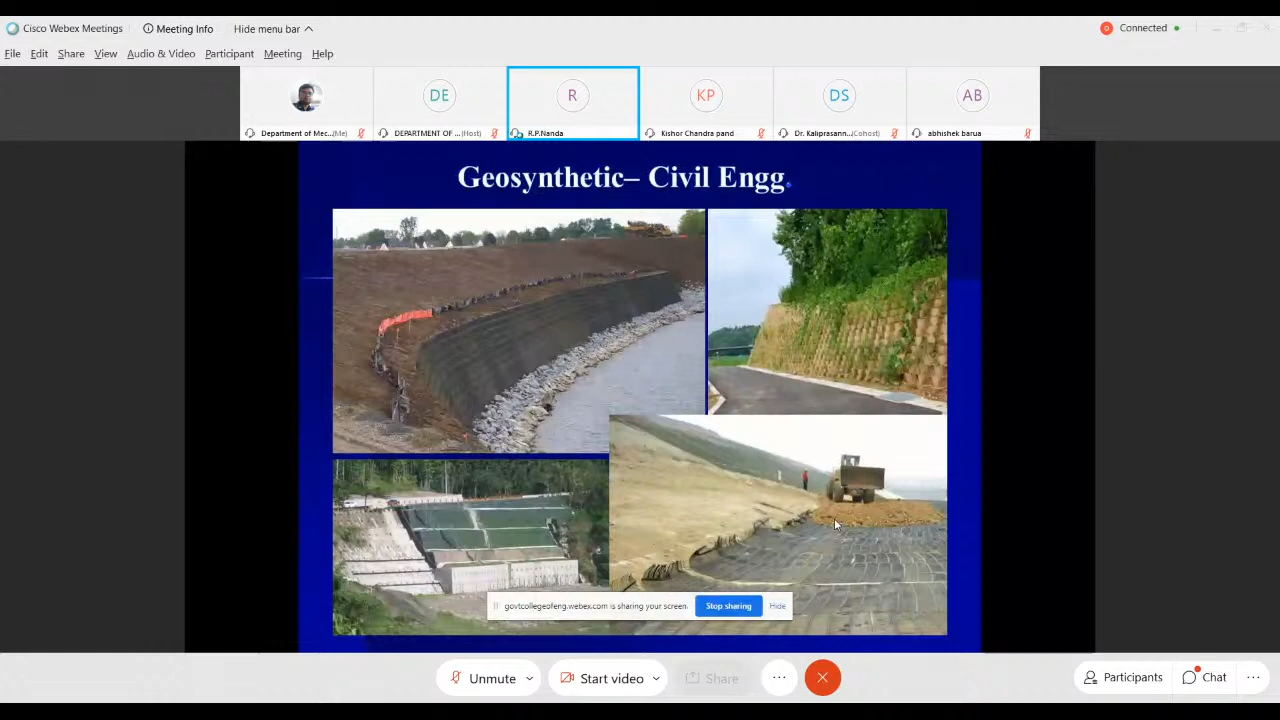 Cisco Webex Meetings
Meeting Info
Hide menu bar
Connected
File Edit Share View Audio & Video Participant Meeting Help
DE
R
KP
DS
AB
Department of Mec... (Me)
DEPARTMENT OF ... (Host)
R.P.Nanda
Kishor Chandra pand
Dr. Kaliprasann... (Cohost)
abhishek barua
Geosynthetic– Civil Engg.
govtcollegeofeng.webex.com is sharing your screen.
Stop sharing
Hide
Unmute
Start video
Share
Participants
Chat